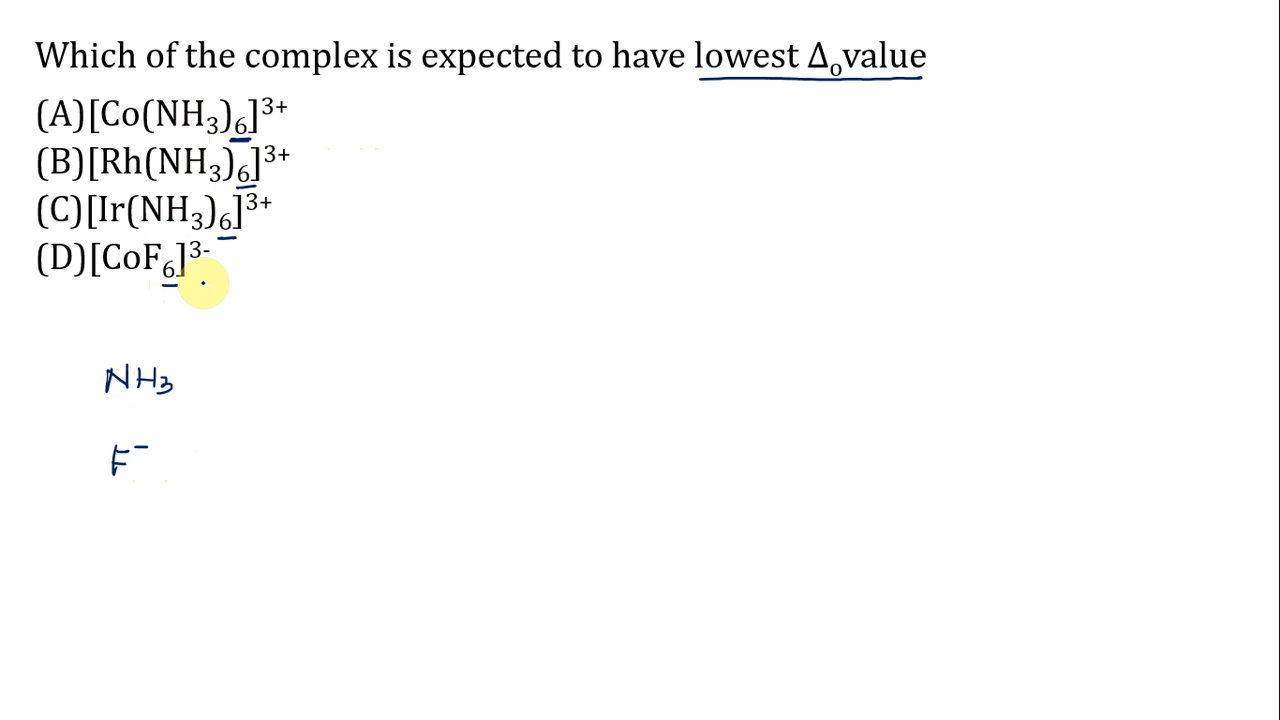 Which of the complex is expected to have lowest Δₒvalue
(A)[Co(NH₃)₆]³⁺
(B)[Rh(NH₃)₆]³⁺
(C)[Ir(NH₃)₆]³⁺
(D)[CoF₆]³⁻
NH₃
F⁻